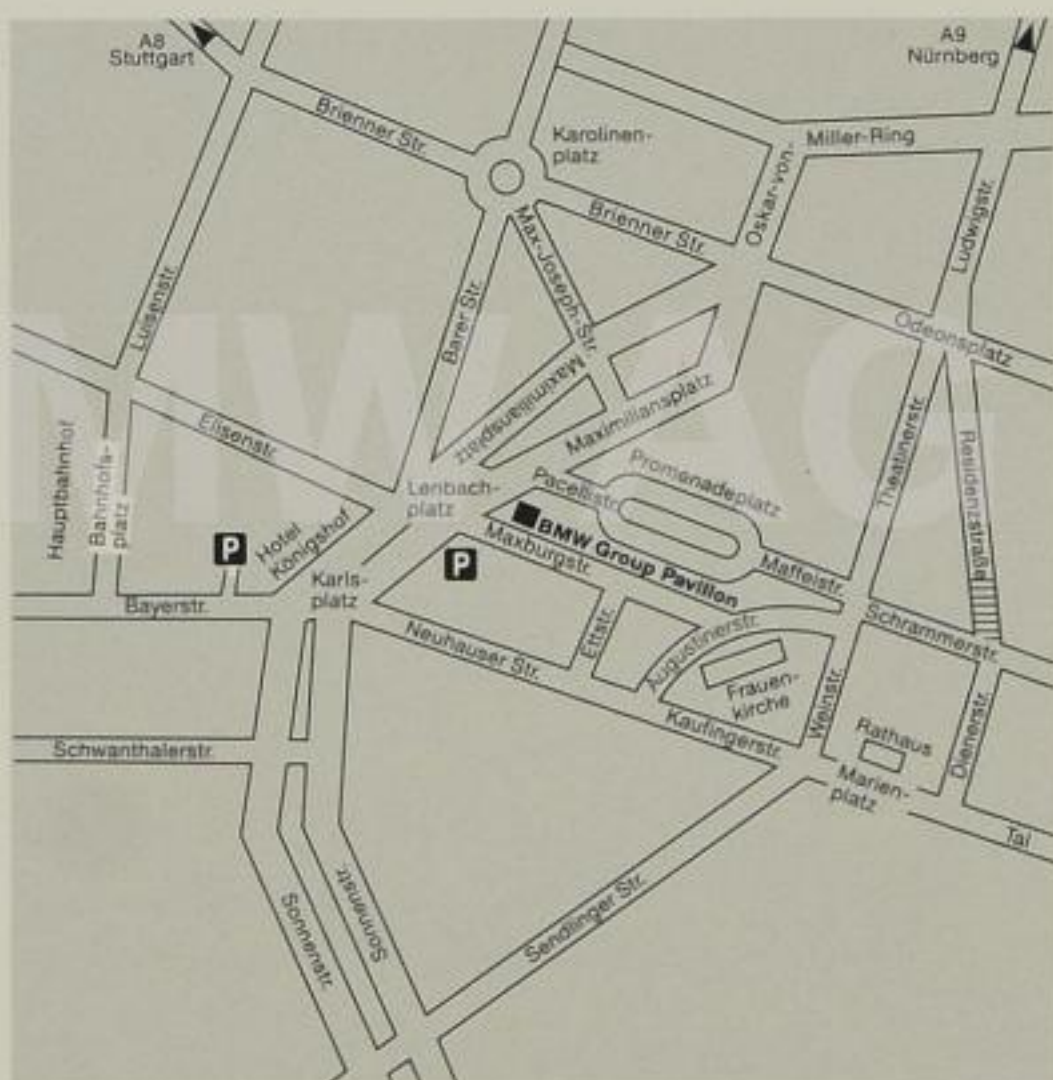 A8
Stuttgart
A9
Nürnberg
Brienner Str.
Karolinen-
platz
Miller-Ring
Oskar-von-
Brienner Str.
Ludwigstr.
Luisenstr.
Max-Joseph-Str.
Barer Str.
Odeonsplatz
MW AG
Maximiliansplatz
Maximiliansplatz
Elisenstr.
Hauptbahnhof
Bahnhofs-
platz
Theatinerstr.
Residenzstraße
Promenadeplatz
Lenbach-
platz
Pacellistr.
P
Hotel
Königshof
BMW Group Pavillon
Maxburgstr.
P
Maffeistr.
Karls-
platz
Bayerstr.
Schrammerstr.
Ettstr.
Augustinerstr.
Neuhauser Str.
Frauen-
kirche
Weinstr.
Kaufingerstr.
Rathaus
Dienerstr.
Schwanthalerstr.
Marien-
platz
Tal
Sonnenstr.
Sonnenstr.
Sendlinger Str.